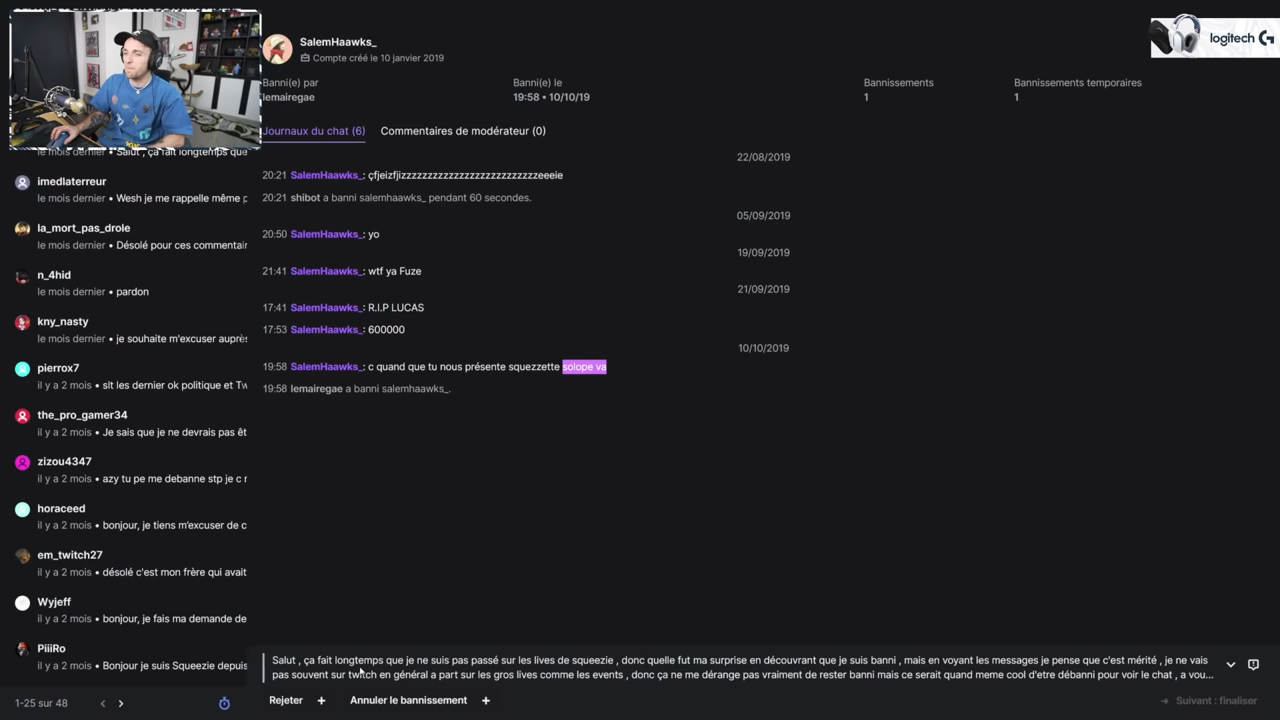 SalemHaawks_
Compte créé le 10 janvier 2019
logitech G
Banni(e) par
lemairegae
Banni(e) le
19:58 • 10/10/19
Bannissements
1
Bannissements temporaires
1
Journaux du chat (6)
Commentaires de modérateur (0)
22/08/2019
20:21 SalemHaawks_: çfjeizfjizzzzzzzzzzzzzzzzzzzzzzzzzzeeeie
20:21 shibot a banni salemhaawks_ pendant 60 secondes.
05/09/2019
20:50 SalemHaawks_: yo
19/09/2019
21:41 SalemHaawks_: wtf ya Fuze
21/09/2019
17:41 SalemHaawks_: R.I.P LUCAS
17:53 SalemHaawks_: 600000
10/10/2019
19:58 SalemHaawks_: c quand que tu nous présente squezzette solope va
19:58 lemairegae a banni salemhaawks_.
le mois dernier • Salut , ça fait longtemps que
imedlaterreur
le mois dernier • Wesh je me rappelle même p
la_mort_pas_drole
le mois dernier • Désolé pour ces commentair
n_4hid
le mois dernier • pardon
kny_nasty
le mois dernier • je souhaite m'excuser auprès
pierrox7
il y a 2 mois • slt les dernier ok politique et Tw
the_pro_gamer34
il y a 2 mois • Je sais que je ne devrais pas êt
zizou4347
il y a 2 mois • azy tu pe me debanne stp je c r
horaceed
il y a 2 mois • bonjour, je tiens m'excuser de c
em_twitch27
il y a 2 mois • désolé c'est mon frère qui avait
Wyjeff
il y a 2 mois • bonjour, je fais ma demande de
PiiiRo
il y a 2 mois • Bonjour je suis Squeezie depuis
1-25 sur 48
Salut , ça fait longtemps que je ne suis pas passé sur les lives de squeezie , donc quelle fut ma surprise en découvrant que je suis banni , mais en voyant les messages je pense que c'est mérité , je ne vais
pas souvent sur twitch en général a part sur les gros lives comme les events , donc ça ne me dérange pas vraiment de rester banni mais ce serait quand meme cool d'etre débanni pour voir le chat , a vou...
Rejeter +
Annuler le bannissement +
→ Suivant : finaliser